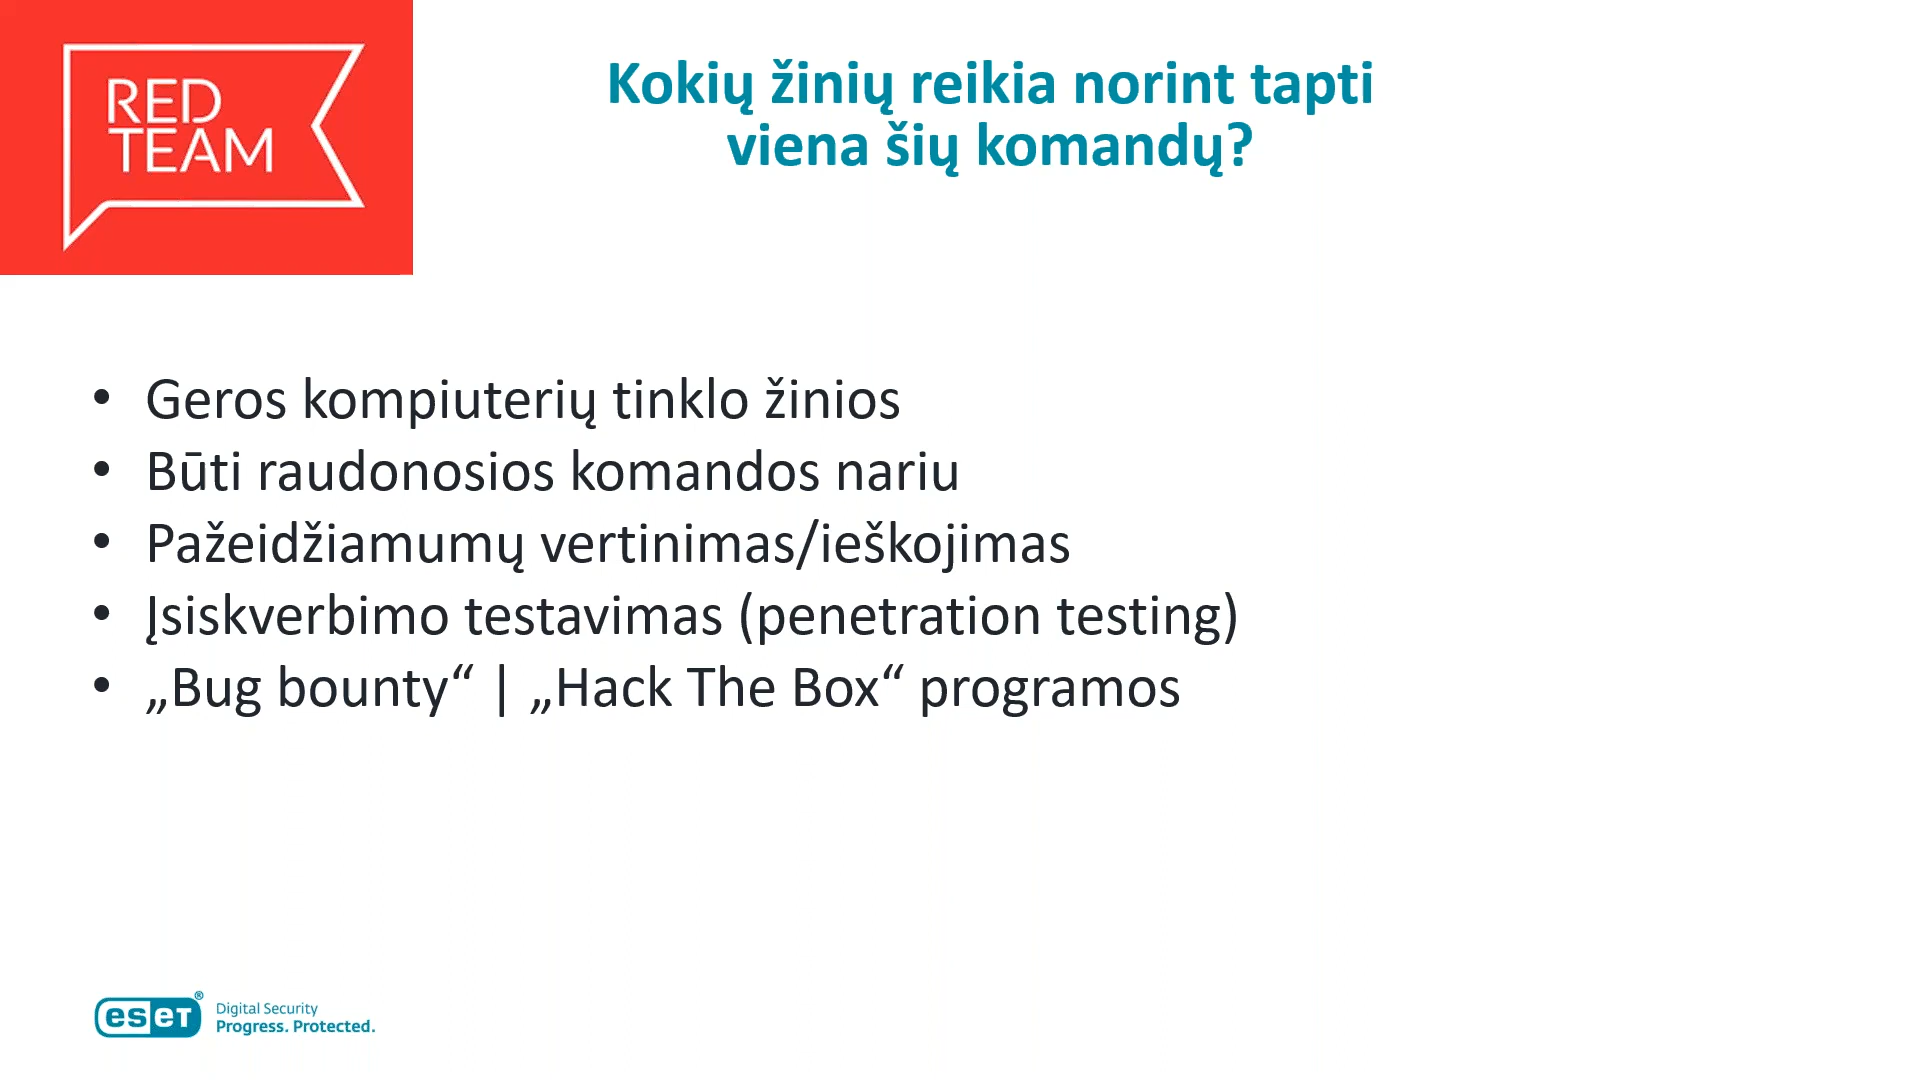 RED
TEAM
Kokių žinių reikia norint tapti
viena šių komandų?
• Geros kompiuterių tinklo žinios
• Būti raudonosios komandos nariu
• Pažeidžiamumų vertinimas/ieškojimas
• Įsiskverbimo testavimas (penetration testing)
• „Bug bounty“ | „Hack The Box“ programos
eset®
Digital Security
Progress. Protected.